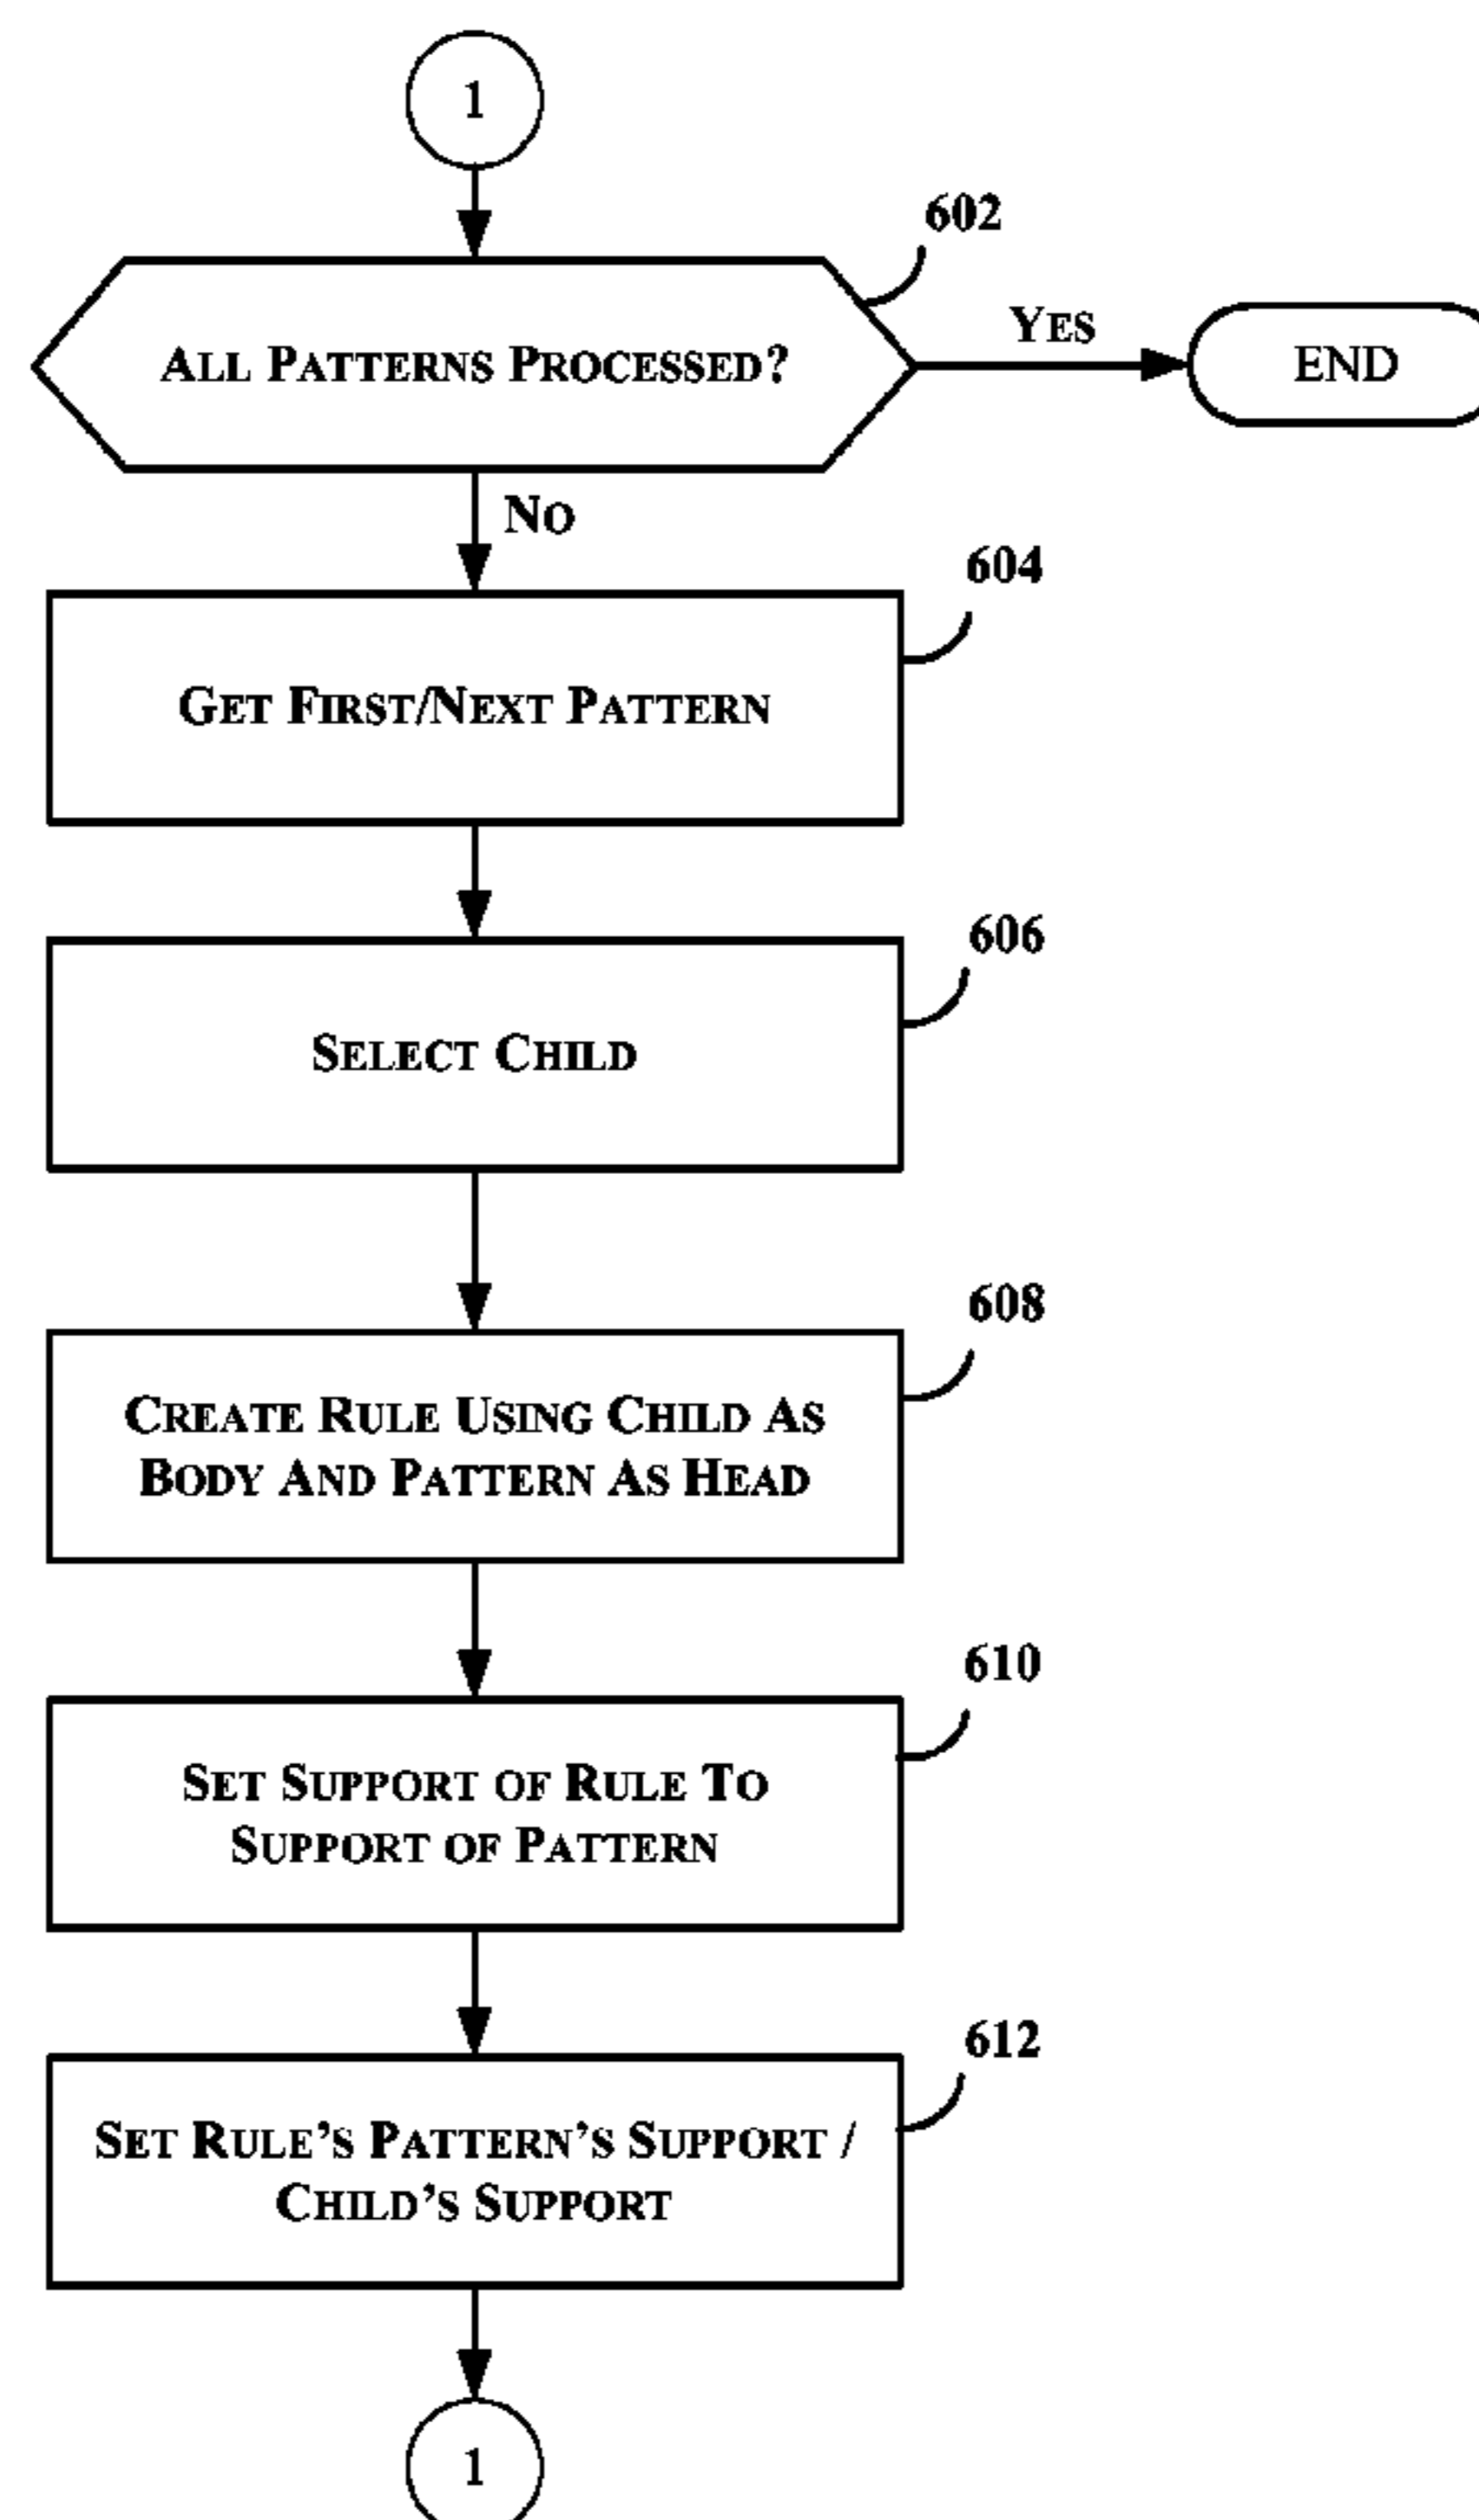 1
602
ALL PATTERNS PROCESSED?
YES
END
NO
604
GET FIRST/NEXT PATTERN
606
SELECT CHILD
608
CREATE RULE USING CHILD AS
BODY AND PATTERN AS HEAD
610
SET SUPPORT OF RULE TO
SUPPORT OF PATTERN
612
SET RULE'S PATTERN'S SUPPORT /
CHILD'S SUPPORT
1